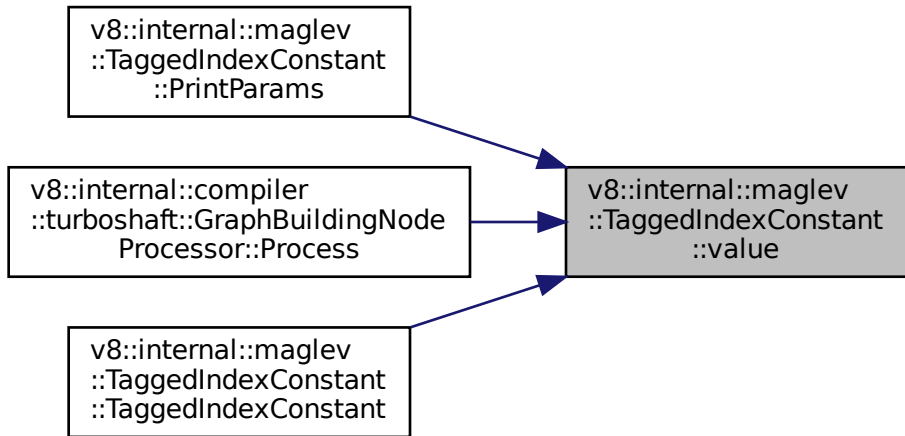 v8::internal::maglev
::TaggedIndexConstant
::PrintParams
v8::internal::compiler
::turboshaft::GraphBuildingNode
Processor::Process
v8::internal::maglev
::TaggedIndexConstant
::TaggedIndexConstant
v8::internal::maglev
::TaggedIndexConstant
::value